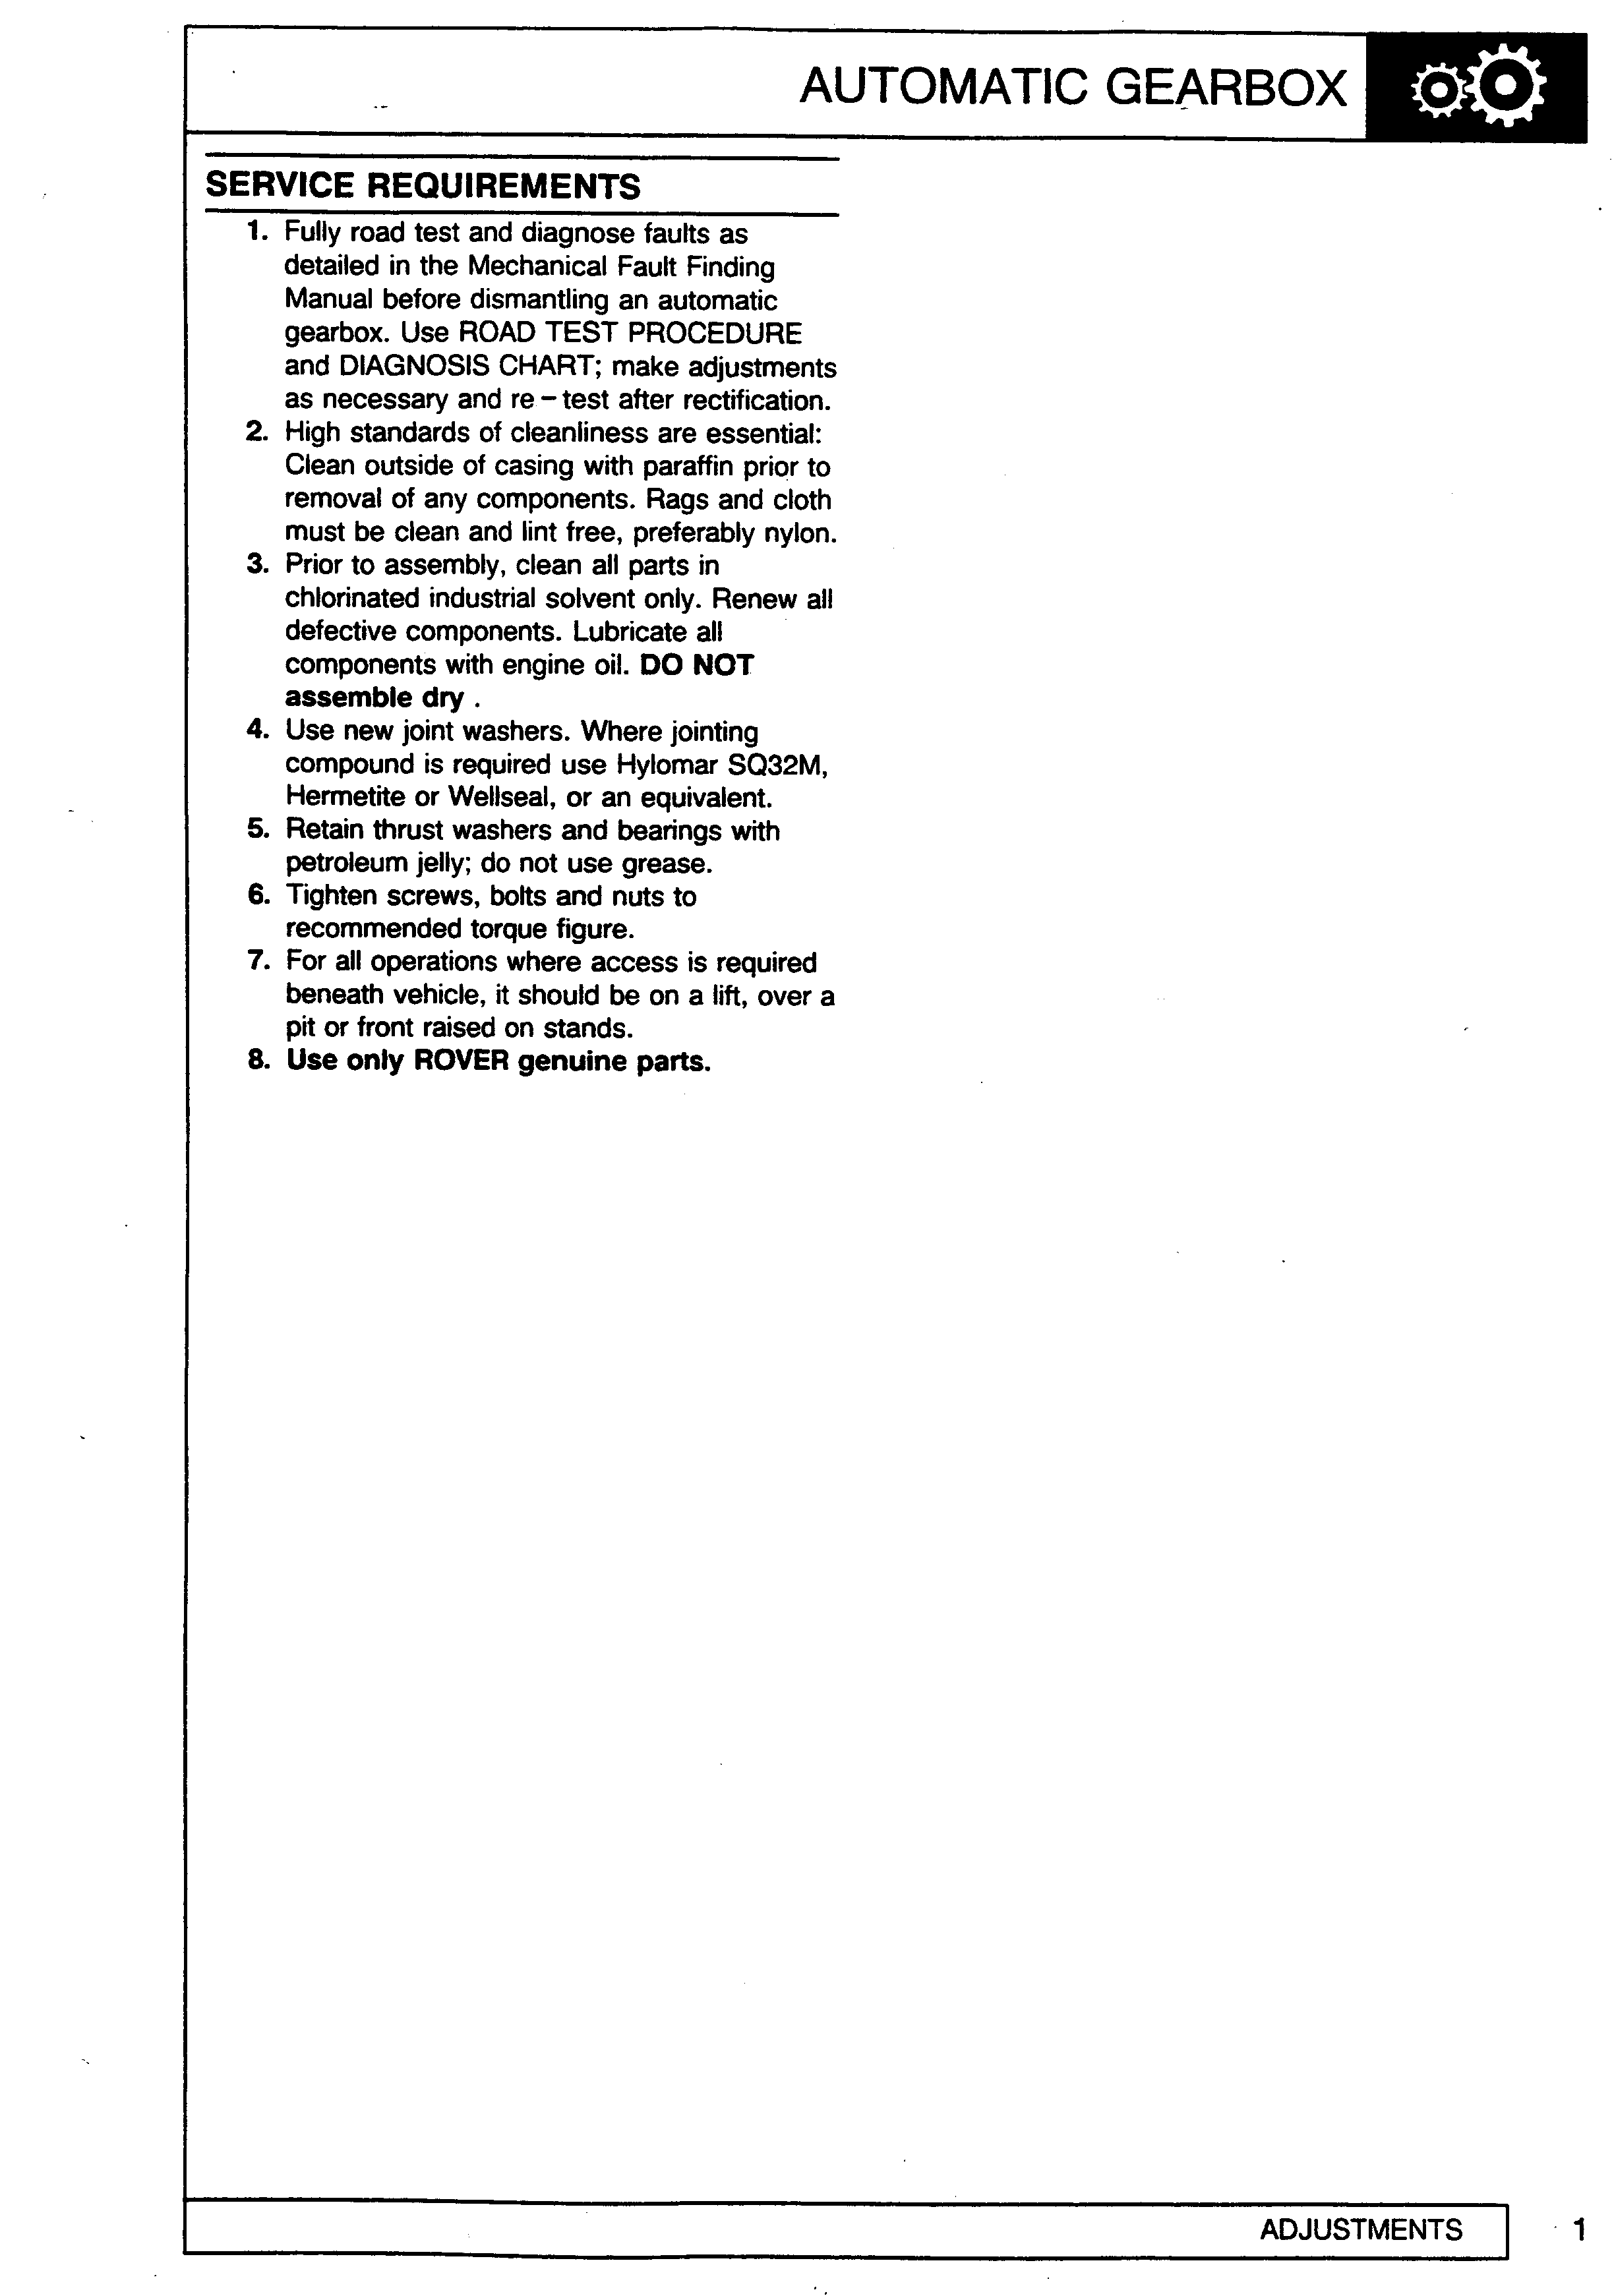 AUTOMATIC GEARBOX
SERVICE REQUIREMENTS
1. Fully road test and diagnose faults as
detailed in the Mechanical Fault Finding
Manual before dismantling an automatic
gearbox. Use ROAD TEST PROCEDURE
and DIAGNOSIS CHART; make adjustments
as necessary and re – test after rectification.
2. High standards of cleanliness are essential:
Clean outside of casing with paraffin prior to
removal of any components. Rags and cloth
must be clean and lint free, preferably nylon.
3. Prior to assembly, clean all parts in
chlorinated industrial solvent only. Renew all
defective components. Lubricate all
components with engine oil. DO NOT
assemble dry .
4. Use new joint washers. Where jointing
compound is required use Hylomar SQ32M,
Hermetite or Wellseal, or an equivalent.
5. Retain thrust washers and bearings with
petroleum jelly; do not use grease.
6. Tighten screws, bolts and nuts to
recommended torque figure.
7. For all operations where access is required
beneath vehicle, it should be on a lift, over a
pit or front raised on stands.
8. Use only ROVER genuine parts.
ADJUSTMENTS 1